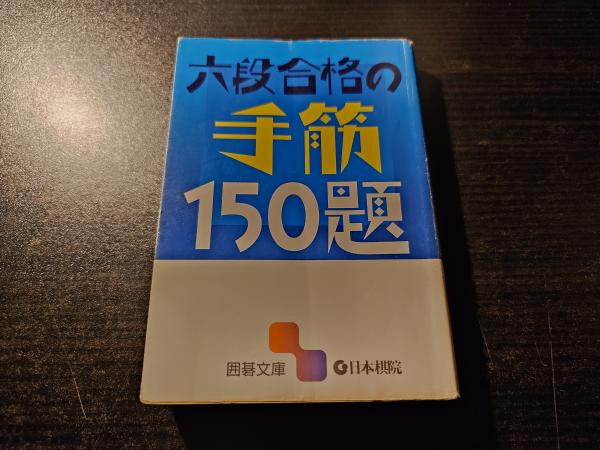 六段合格の
手筋
150題
囲碁文庫
日本棋院